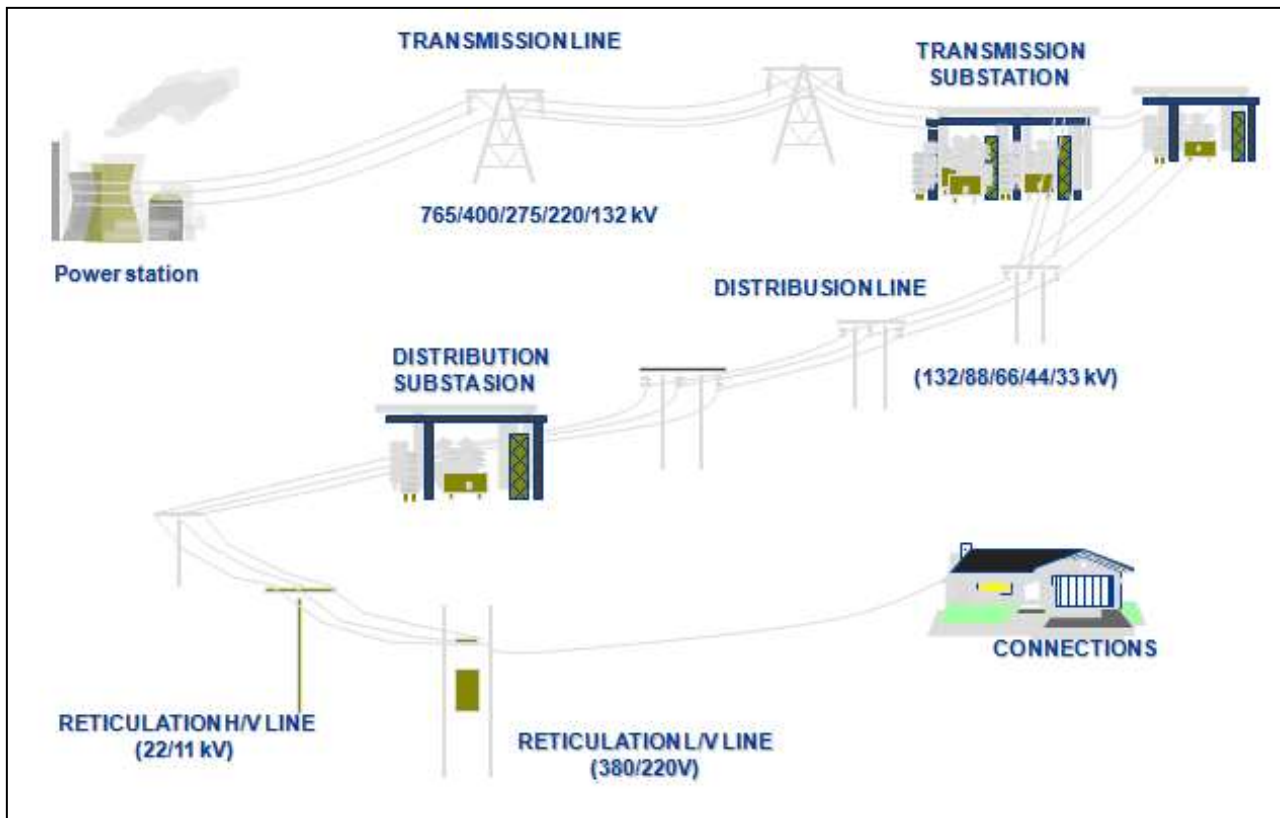 TRANSMISSION LINE
TRANSMISSION
SUBSTATION
765/400/275/220/132 kV
Power station
DISTRIBUSION LINE
DISTRIBUTION
SUBSTASION
(132/88/66/44/33 kV)
CONNECTIONS
RETICULATION H/V LINE
(22/11 kV)
RETICULATION L/V LINE
(380/220V)